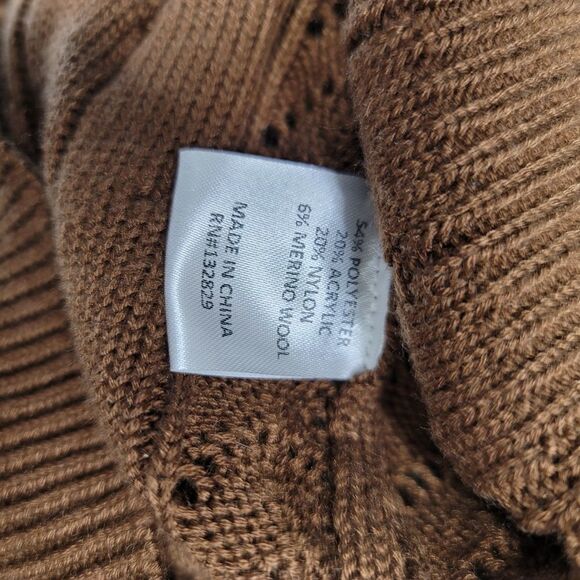 54% POLYESTER
20% ACRYLIC
20% NYLON
6% MERINO WOOL
MADE IN CHINA
RN#132829